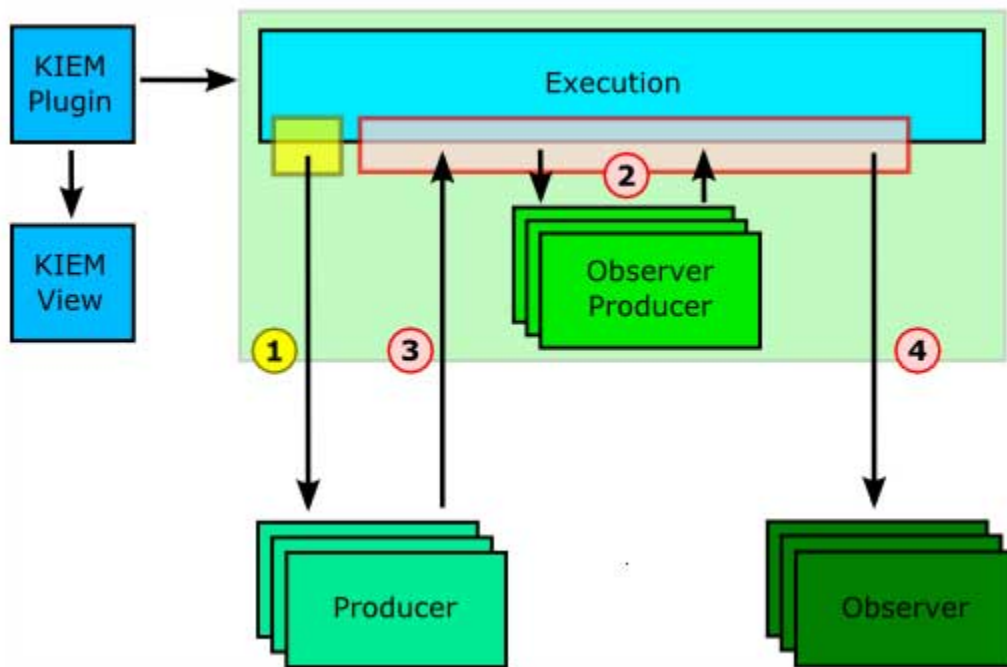 KIEM
Plugin
Execution
2
KIEM
View
Observer
Producer
1
3
4
Producer
Observer